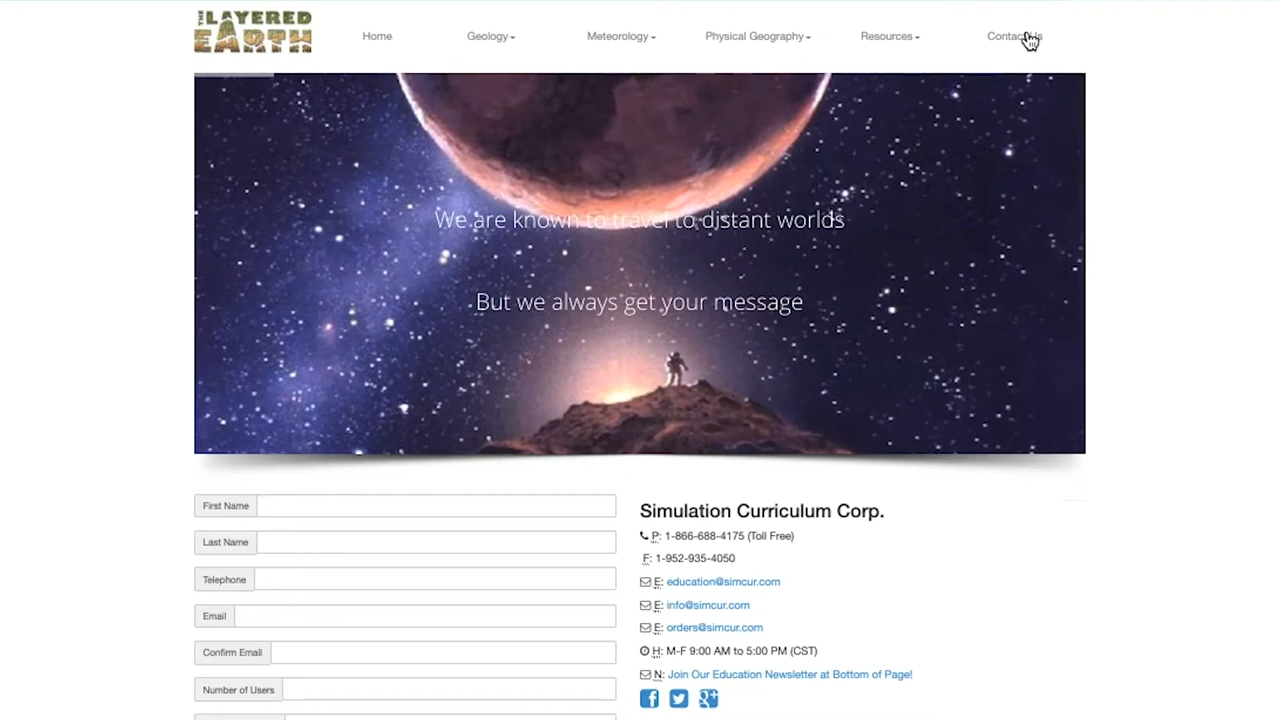 THE LAYERED
EARTH
Home Geology Meteorology Physical Geography Resources Contact Us
We are known to travel to distant worlds
But we always get your message
First Name
Last Name
Telephone
Email
Confirm Email
Number of Users
Simulation Curriculum Corp.
P: 1-866-688-4175 (Toll Free)
F: 1-952-935-4050
E: education@simcur.com
E: info@simcur.com
E: orders@simcur.com
H: M-F 9:00 AM to 5:00 PM (CST)
N: Join Our Education Newsletter at Bottom of Page!